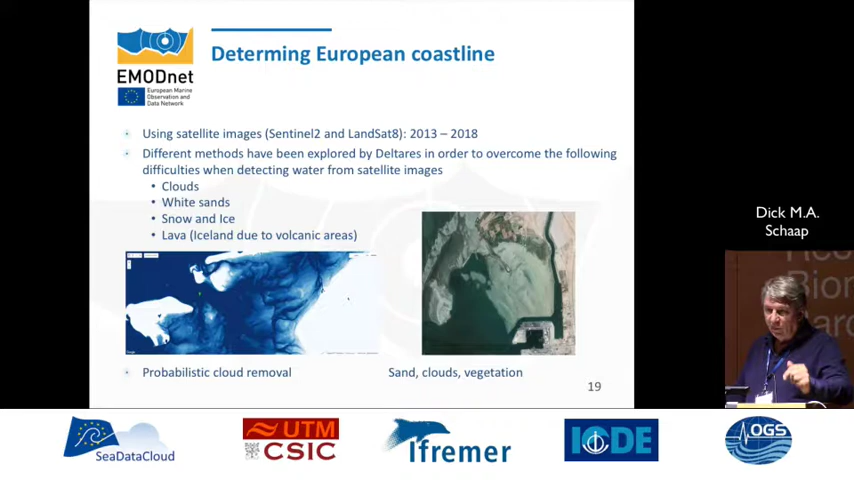 Determing European coastline
EMODnet
European Marine
Observation and
Data Network
Using satellite images (Sentinel2 and LandSat8): 2013 – 2018
Different methods have been explored by Deltares in order to overcome the following
difficulties when detecting water from satellite images
• Clouds
• White sands
• Snow and Ice
• Lava (Iceland due to volcanic areas)
Probabilistic cloud removal
Sand, clouds, vegetation
19
Dick M.A.
Schaap
SeaDataCloud
UTM
CSIC
Ifremer
IODE
OGS